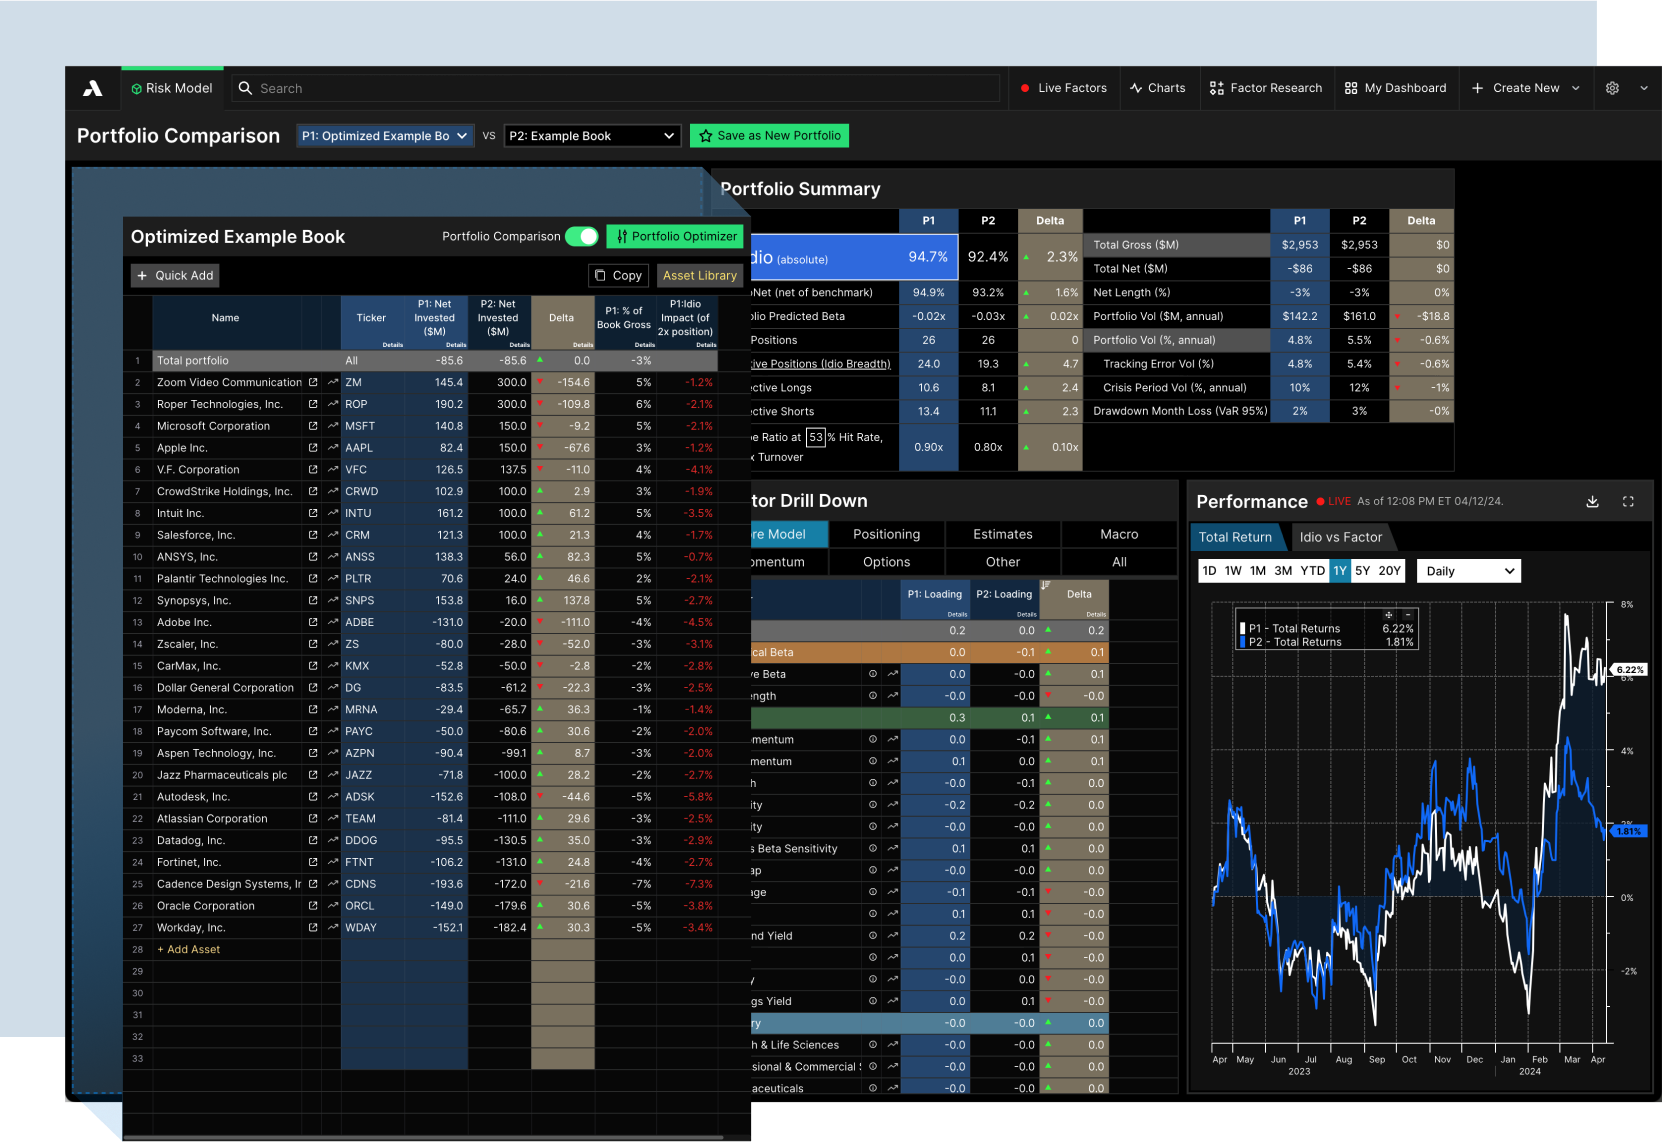 Risk Model
Search
Live Factors
Charts
Factor Research
My Dashboard
Create New
Portfolio Comparison
P1: Optimized Example Bo
VS
P2: Example Book
Save as New Portfolio
Optimized Example Book
Portfolio Comparison
Portfolio Optimizer
+ Quick Add
Copy
Asset Library
Name Ticker P1: Net Invested ($M) P2: Net Invested ($M) Delta P1: % of Book Gross P1:Idio Impact (of 2x position)
Details Details Details Details Details Details
1 Total portfolio All -85.6 -85.6 0.0 -3%
2 Zoom Video Communication ZM 145.4 300.0 -154.6 5% -1.2%
3 Roper Technologies, Inc. ROP 190.2 300.0 -109.8 6% -2.1%
4 Microsoft Corporation MSFT 140.8 150.0 -9.2 5% -2.1%
5 Apple Inc. AAPL 82.4 150.0 -67.6 3% -1.2%
6 V.F. Corporation VFC 126.5 137.5 -11.0 4% -4.1%
7 CrowdStrike Holdings, Inc. CRWD 102.9 100.0 2.9 3% -1.9%
8 Intuit Inc. INTU 161.2 100.0 61.2 5% -3.5%
9 Salesforce, Inc. CRM 121.3 100.0 21.3 4% -1.7%
10 ANSYS, Inc. ANSS 138.3 56.0 82.3 5% -0.7%
11 Palantir Technologies Inc. PLTR 70.6 24.0 46.6 2% -2.1%
12 Synopsys, Inc. SNPS 153.8 16.0 137.8 5% -2.7%
13 Adobe Inc. ADBE -131.0 -20.0 -111.0 -4% -4.5%
14 Zscaler, Inc. ZS -80.0 -28.0 -52.0 -3% -3.1%
15 CarMax, Inc. KMX -52.8 -50.0 -2.8 -2% -2.8%
16 Dollar General Corporation DG -83.5 -61.2 -22.3 -3% -2.5%
17 Moderna, Inc. MRNA -29.4 -65.7 36.3 -1% -1.4%
18 Paycom Software, Inc. PAYC -50.0 -80.6 30.6 -2% -2.0%
19 Aspen Technology, Inc. AZPN -90.4 -99.1 8.7 -3% -2.0%
20 Jazz Pharmaceuticals plc JAZZ -71.8 -100.0 28.2 -2% -2.7%
21 Autodesk, Inc. ADSK -152.6 -108.0 -44.6 -5% -5.8%
22 Atlassian Corporation TEAM -81.4 -111.0 29.6 -3% -2.5%
23 Datadog, Inc. DDOG -95.5 -130.5 35.0 -3% -2.9%
24 Fortinet, Inc. FTNT -106.2 -131.0 24.8 -4% -2.7%
25 Cadence Design Systems, Ir CDNS -193.6 -172.0 -21.6 -7% -7.3%
26 Oracle Corporation ORCL -149.0 -179.6 30.6 -5% -3.8%
27 Workday, Inc. WDAY -152.1 -182.4 30.3 -5% -3.4%
28 + Add Asset
29
30
31
32
33
Portfolio Summary
P1 P2 Delta
dio (absolute) 94.7% 92.4% 2.3%
Net (net of benchmark) 94.9% 93.2% 1.6%
lio Predicted Beta -0.02x -0.03x 0.02x
Positions 26 26 0
ive Positions (Idio Breadth) 24.0 19.3 4.7
ective Longs 10.6 8.1 2.4
ective Shorts 13.4 11.1 2.3
e Ratio at 53 % Hit Rate,
x Turnover 0.90x 0.80x 0.10x
P1 P2 Delta
Total Gross ($M) $2,953 $2,953 $0
Total Net ($M) -$86 -$86 $0
Net Length (%) -3% -3% 0%
Portfolio Vol ($M, annual) $142.2 $161.0 -$18.8
Portfolio Vol (%, annual) 4.8% 5.5% -0.6%
Tracking Error Vol (%) 4.8% 5.4% -0.6%
Crisis Period Vol (%, annual) 10% 12% -1%
Drawdown Month Loss (VaR 95%) 2% 3% -0%
tor Drill Down
re Model Positioning Estimates Macro
omentum Options Other All
P1: Loading P2: Loading Delta
Details Details Details
0.2 0.0 0.2
cal Beta 0.0 -0.1 0.1
ve Beta 0.0 -0.0 0.1
ngth -0.0 -0.0 -0.0
0.3 0.1 0.1
omentum 0.0 -0.1 0.1
mentum 0.1 0.0 0.1
h -0.0 -0.1 0.0
ity -0.2 -0.2 0.0
ity -0.0 -0.0 0.0
s Beta Sensitivity 0.1 0.1 0.0
ap -0.0 -0.0 0.0
age -0.1 -0.1 -0.0
0.1 0.1 -0.0
nd Yield 0.2 0.2 -0.0
0.0 0.1 -0.0
y -0.0 0.0 -0.0
gs Yield 0.0 0.1 -0.0
ry -0.0 -0.0 0.0
h & Life Sciences -0.0 -0.0 0.0
sional & Commercial -0.0 -0.0 0.0
aceuticals -0.0 -0.0 0.0
Performance
LIVE As of 12:08 PM ET 04/12/24.
Total Return Idio vs Factor
1D 1W 1M 3M YTD 1Y 5Y 20Y
Daily
P1 - Total Returns 6.22%
P2 - Total Returns 1.81%
8%
6.22%
6%
4%
2%
1.81%
0%
-2%
Apr May Jun Jul Aug Sep Oct Nov Dec Jan Feb Mar Apr
2023 2024